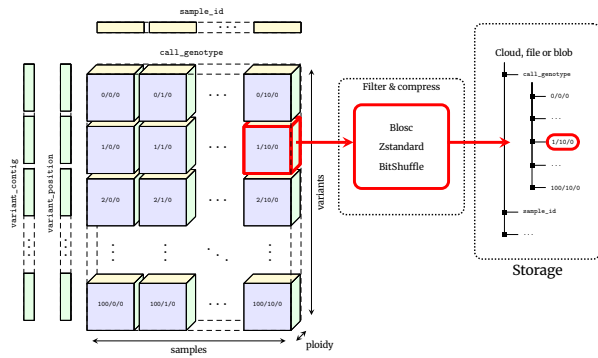 sample_id
call_genotype
variant_contig
variant_position
0/0/0
0/1/0
...
0/10/0
1/0/0
1/1/0
...
1/10/0
2/0/0
2/1/0
...
2/10/0
100/0/0
100/1/0
...
100/10/0
variants
samples
ploidy
Filter & compress
Blosc
Zstandard
BitShuffle
Cloud, file or blob
call_genotype
0/0/0
...
1/10/0
...
100/10/0
sample_id
...
Storage